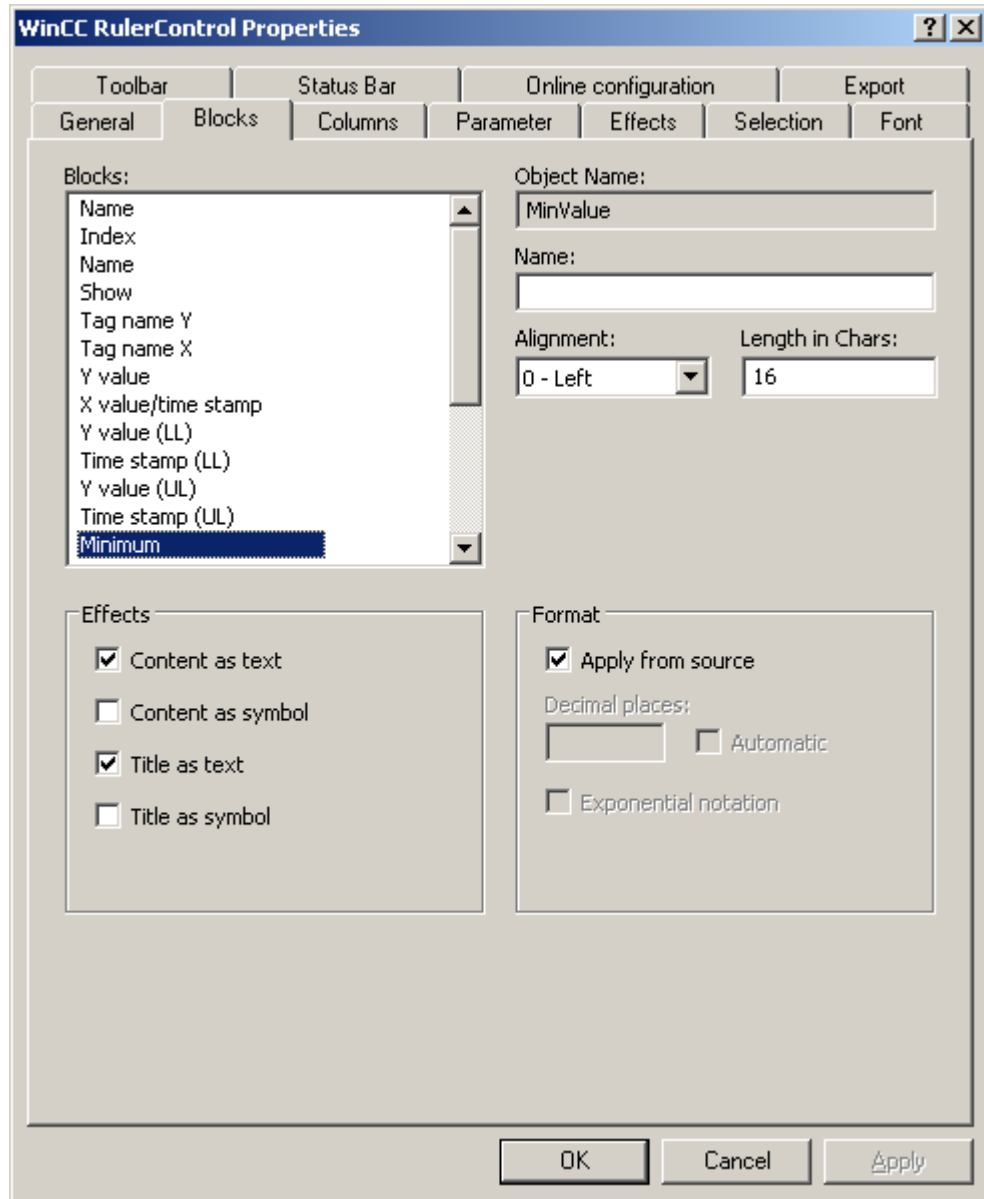 WinCC RulerControl Properties
Toolbar Status Bar Online configuration Export
General Blocks Columns Parameter Effects Selection Font
Blocks:
Name
Index
Name
Show
Tag name Y
Tag name X
Y value
X value/time stamp
Y value (LL)
Time stamp (LL)
Y value (UL)
Time stamp (UL)
Minimum
Object Name:
MinValue
Name:
Alignment: Length in Chars:
0 - Left 16
Effects
Content as text
Content as symbol
Title as text
Title as symbol
Format
Apply from source
Decimal places:
Automatic
Exponential notation
OK Cancel Apply